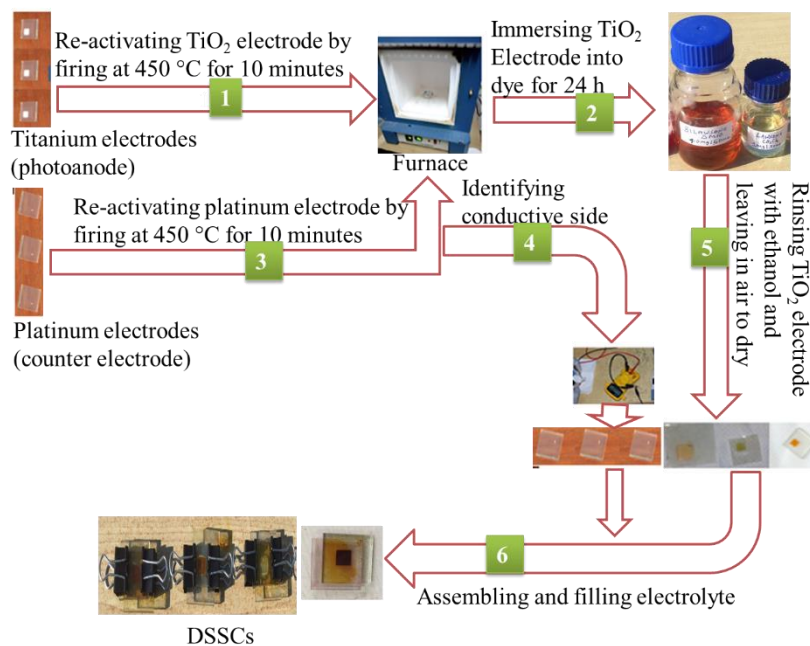 Re-activating TiO₂ electrode by
firing at 450 °C for 10 minutes
1
Titanium electrodes
(photoanode)
Furnace
Immersing TiO₂
Electrode into
dye for 24 h
2
Re-activating platinum electrode by
firing at 450 °C for 10 minutes
3
Platinum electrodes
(counter electrode)
Identifying
conductive side
4
5
Rinsing TiO₂ electrode
with ethanol and
leaving in air to dry
6
Assembling and filling electrolyte
DSSCs